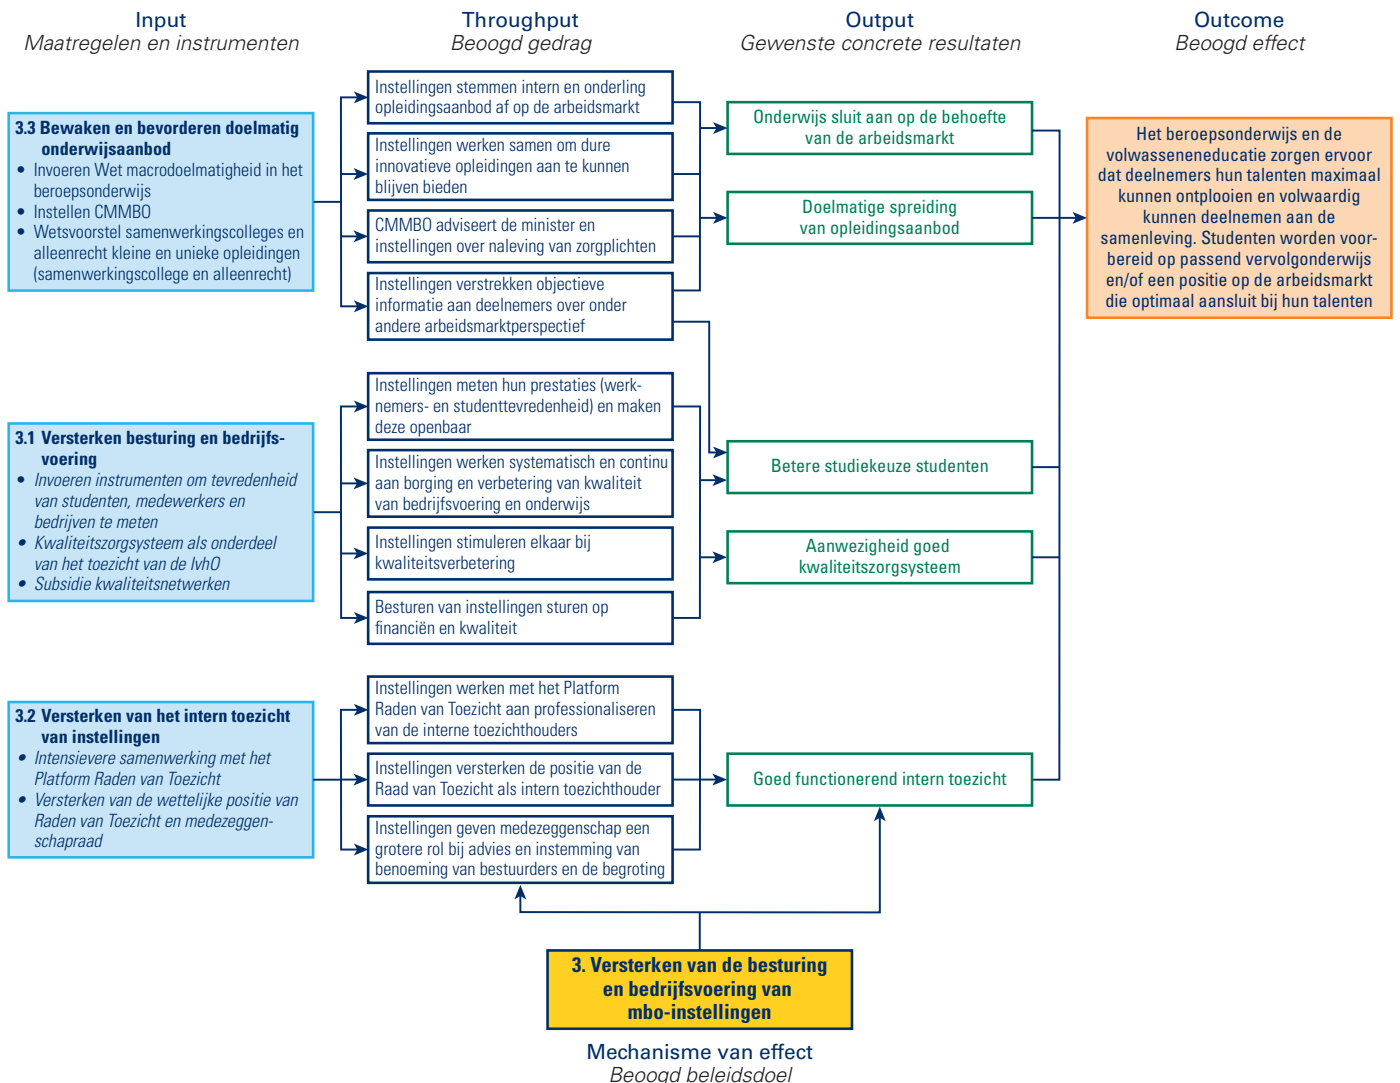 Input
Maatregelen en instrumenten
Throughput
Beoogd gedrag
Output
Gewenste concrete resultaten
Outcome
Beoogd effect
3.3 Bewaken en bevorderen doelmatig
onderwijsaanbod
• Invoeren Wet macrodoelmatigheid in het
beroepsonderwijs
• Instellen CMMBO
• Wetsvoorstel samenwerkingscolleges en
alleenrecht kleine en unieke opleidingen
(samenwerkingscollege en alleenrecht)
Instellingen stemmen intern en onderling
opleidingsaanbod af op de arbeidsmarkt
Instellingen werken samen om dure
innovatieve opleidingen aan te kunnen
blijven bieden
CMMBO adviseert de minister en
instellingen over naleving van zorgplichten
Instellingen verstrekken objectieve
informatie aan deelnemers over onder
andere arbeidsmarktperspectief
Onderwijs sluit aan op de behoefte
van de arbeidsmarkt
Doelmatige spreiding
van opleidingsaanbod
Het beroepsonderwijs en de
volwasseneneducatie zorgen ervoor
dat deelnemers hun talenten maximaal
kunnen ontplooien en volwaardig
kunnen deelnemen aan de
samenleving. Studenten worden voor-
bereid op passend vervolgonderwijs
en/of een positie op de arbeidsmarkt
die optimaal aansluit bij hun talenten
3.1 Versterken besturing en bedrijfs-
voering
• Invoeren instrumenten om tevredenheid
van studenten, medewerkers en
bedrijven te meten
• Kwaliteitszorgsysteem als onderdeel
van het toezicht van de IvhO
• Subsidie kwaliteitsnetwerken
Instellingen meten hun prestaties (werk-
nemers- en studenttevredenheid) en maken
deze openbaar
Instellingen werken systematisch en continu
aan borging en verbetering van kwaliteit
van bedrijfsvoering en onderwijs
Instellingen stimuleren elkaar bij
kwaliteitsverbetering
Besturen van instellingen sturen op
financiën en kwaliteit
Betere studiekeuze studenten
Aanwezigheid goed
kwaliteitszorgsysteem
3.2 Versterken van het intern toezicht
van instellingen
• Intensievere samenwerking met het
Platform Raden van Toezicht
• Versterken van de wettelijke positie van
Raden van Toezicht en medezeggen-
schapraad
Instellingen werken met het Platform
Raden van Toezicht aan professionaliseren
van de interne toezichthouders
Instellingen versterken de positie van de
Raad van Toezicht als intern toezichthouder
Instellingen geven medezeggenschap een
grotere rol bij advies en instemming van
benoeming van bestuurders en de begroting
Goed functionerend intern toezicht
3. Versterken van de besturing
en bedrijfsvoering van
mbo-instellingen
Mechanisme van effect
Beoogd beleidsdoel